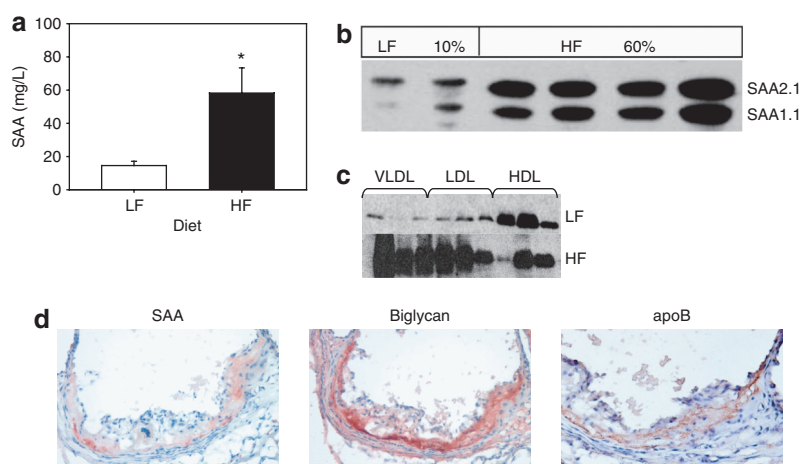 a
100
80
60
40
20
0
SAA (mg/L)
*
LF HF
Diet
b
LF 10% HF 60%
SAA2.1
SAA1.1
c
VLDL LDL HDL
LF
HF
d
SAA Biglycan apoB